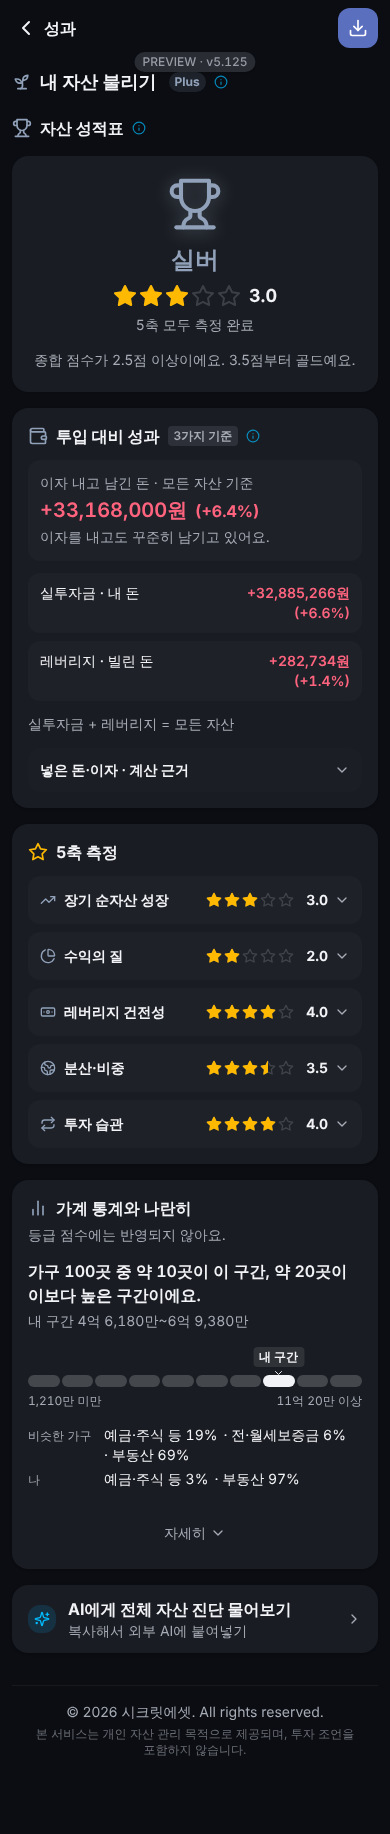 성과
PREVIEW · v5.125
내 자산 불리기 Plus
자산 성적표
실버
3.0
5축 모두 측정 완료
종합 점수가 2.5점 이상이에요. 3.5점부터 골드예요.
투입 대비 성과 3가지 기준
이자 내고 남긴 돈 · 모든 자산 기준
+33,168,000원 (+6.4%)
이자를 내고도 꾸준히 남기고 있어요.
실투자금 · 내 돈 +32,885,266원
(+6.6%)
레버리지 · 빌린 돈 +282,734원
(+1.4%)
실투자금 + 레버리지 = 모든 자산
넣은 돈·이자 · 계산 근거
5축 측정
장기 순자산 성장 3.0
수익의 질 2.0
레버리지 건전성 4.0
분산·비중 3.5
투자 습관 4.0
가계 통계와 나란히
등급 점수에는 반영되지 않아요.
가구 100곳 중 약 10곳이 이 구간, 약 20곳이
이보다 높은 구간이에요.
내 구간 4억 6,180만~6억 9,380만
내 구간
1,210만 미만 11억 20만 이상
비슷한 가구 예금·주식 등 19% · 전·월세보증금 6%
· 부동산 69%
나 예금·주식 등 3% · 부동산 97%
자세히
AI에게 전체 자산 진단 물어보기
복사해서 외부 AI에 붙여넣기
© 2026 시크릿에셋. All rights reserved.
본 서비스는 개인 자산 관리 목적으로 제공되며, 투자 조언을
포함하지 않습니다.